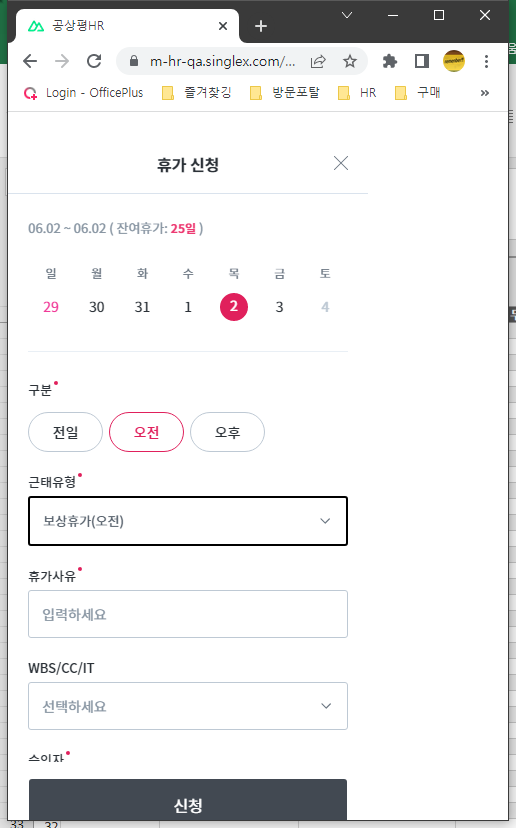 공상평HR
m-hr-qa.singlex.com/...
Login - OfficePlus 즐겨찾깅 방문포탈 HR 구매 »
휴가 신청
06.02 ~ 06.02 ( 잔여휴가: 25일 )
일 월 화 수 목 금 토
29 30 31 1 2 3 4
구분
전일 오전 오후
근태유형
보상휴가(오전)
휴가사유
입력하세요
WBS/CC/IT
선택하세요
승인자
신청
33 32